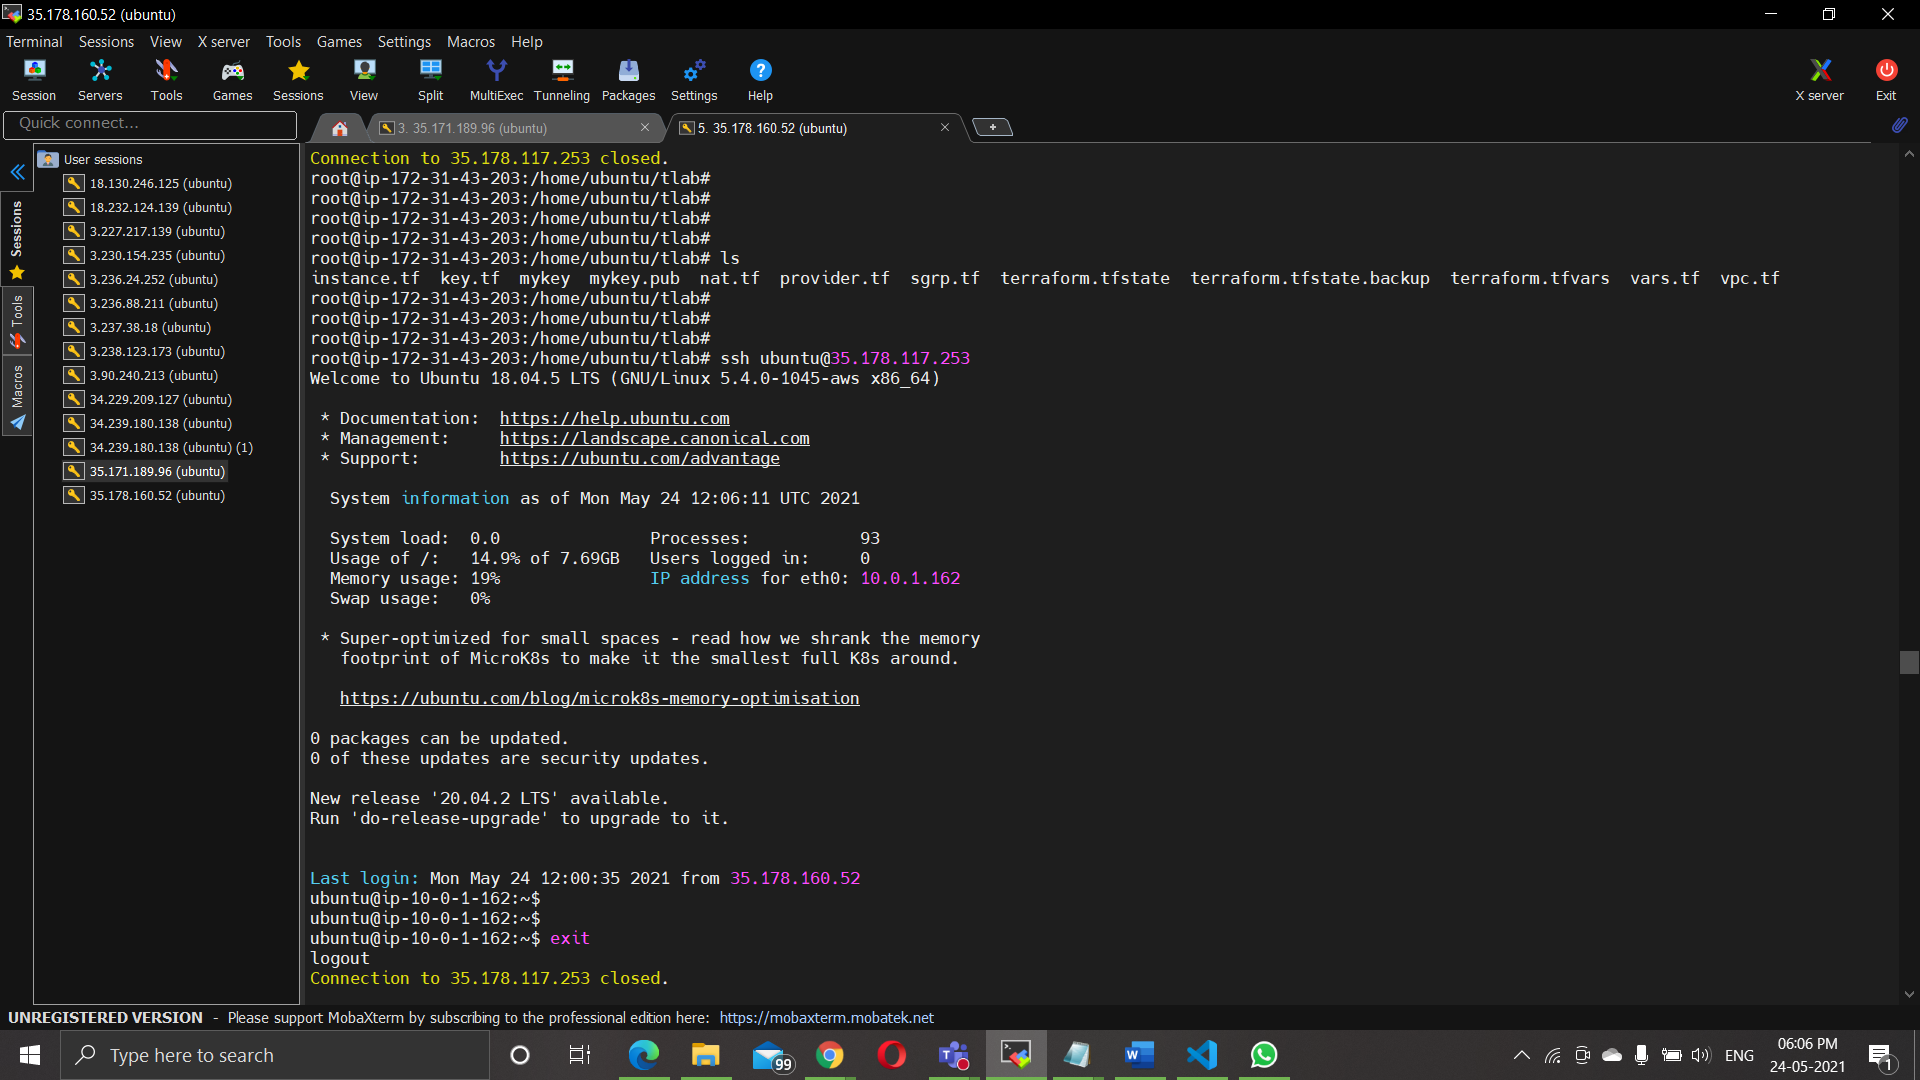 35.178.160.52 (ubuntu)
Terminal Sessions View X server Tools Games Settings Macros Help
Session Servers Tools Games Sessions View Split MultiExec Tunneling Packages Settings Help X server Exit
Quick connect...
3. 35.171.189.96 (ubuntu)
5. 35.178.160.52 (ubuntu)
Sessions
Tools
Macros
User sessions
18.130.246.125 (ubuntu)
18.232.124.139 (ubuntu)
3.227.217.139 (ubuntu)
3.230.154.235 (ubuntu)
3.236.24.252 (ubuntu)
3.236.88.211 (ubuntu)
3.237.38.18 (ubuntu)
3.238.123.173 (ubuntu)
3.90.240.213 (ubuntu)
34.229.209.127 (ubuntu)
34.239.180.138 (ubuntu)
34.239.180.138 (ubuntu) (1)
35.171.189.96 (ubuntu)
35.178.160.52 (ubuntu)
Connection to 35.178.117.253 closed.
root@ip-172-31-43-203:/home/ubuntu/tlab#
root@ip-172-31-43-203:/home/ubuntu/tlab#
root@ip-172-31-43-203:/home/ubuntu/tlab#
root@ip-172-31-43-203:/home/ubuntu/tlab#
root@ip-172-31-43-203:/home/ubuntu/tlab# ls
instance.tf key.tf mykey mykey.pub nat.tf provider.tf sgrp.tf terraform.tfstate terraform.tfstate.backup terraform.tfvars vars.tf vpc.tf
root@ip-172-31-43-203:/home/ubuntu/tlab#
root@ip-172-31-43-203:/home/ubuntu/tlab#
root@ip-172-31-43-203:/home/ubuntu/tlab#
root@ip-172-31-43-203:/home/ubuntu/tlab# ssh ubuntu@35.178.117.253
Welcome to Ubuntu 18.04.5 LTS (GNU/Linux 5.4.0-1045-aws x86_64)
* Documentation: https://help.ubuntu.com
* Management: https://landscape.canonical.com
* Support: https://ubuntu.com/advantage
System information as of Mon May 24 12:06:11 UTC 2021
System load: 0.0 Processes: 93
Usage of /: 14.9% of 7.69GB Users logged in: 0
Memory usage: 19% IP address for eth0: 10.0.1.162
Swap usage: 0%
* Super-optimized for small spaces - read how we shrank the memory
footprint of MicroK8s to make it the smallest full K8s around.
https://ubuntu.com/blog/microk8s-memory-optimisation
0 packages can be updated.
0 of these updates are security updates.
New release '20.04.2 LTS' available.
Run 'do-release-upgrade' to upgrade to it.
Last login: Mon May 24 12:00:35 2021 from 35.178.160.52
ubuntu@ip-10-0-1-162:~$
ubuntu@ip-10-0-1-162:~$
ubuntu@ip-10-0-1-162:~$ exit
logout
Connection to 35.178.117.253 closed.
UNREGISTERED VERSION - Please support MobaXterm by subscribing to the professional edition here: https://mobaxterm.mobatek.net
Type here to search
99
ENG
06:06 PM
24-05-2021
1